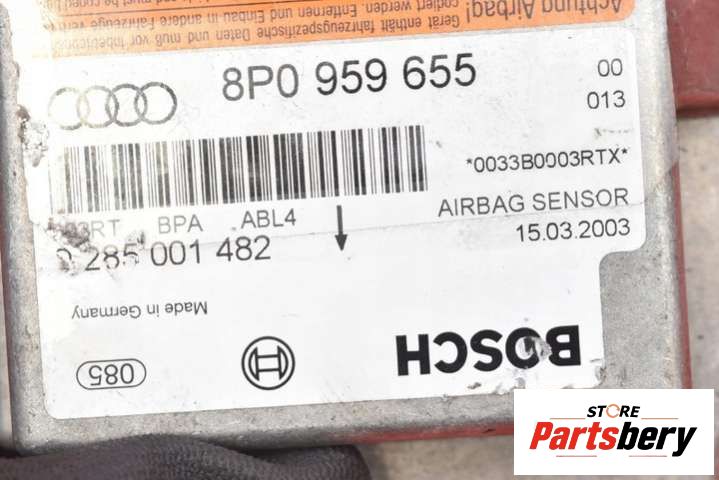 Achtung Airbag!
Gerät enthält fahrzeugspezifische Daten und muss vor
codiert werden. Entfernen und Einbau in andere Fahrzeuge
8P0 959 655
00
013
*0033B0003RTX*
BPA ABL4
AIRBAG SENSOR
15.03.2003
285 001 482
Made in Germany
BOSCH
085
STORE
Partsbery